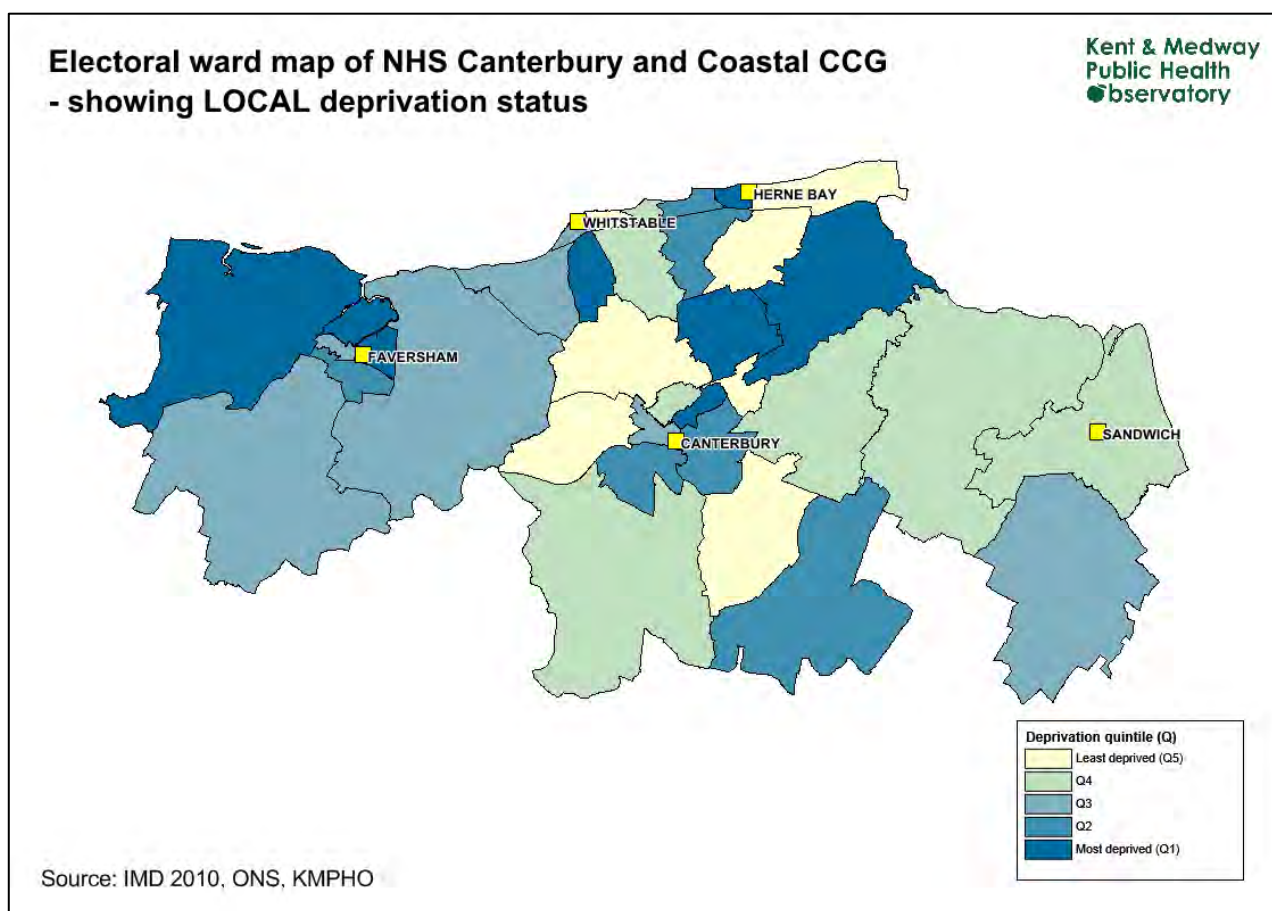 Electoral ward map of NHS Canterbury and Coastal CCG
- showing LOCAL deprivation status
Kent & Medway
Public Health
Observatory
HERNE BAY
WHITSTABLE
FAVERSHAM
SANDWICH
CANTERBURY
Deprivation quintile (Q)
Least deprived (Q5)
Q4
Q3
Q2
Most deprived (Q1)
Source: IMD 2010, ONS, KMPHO